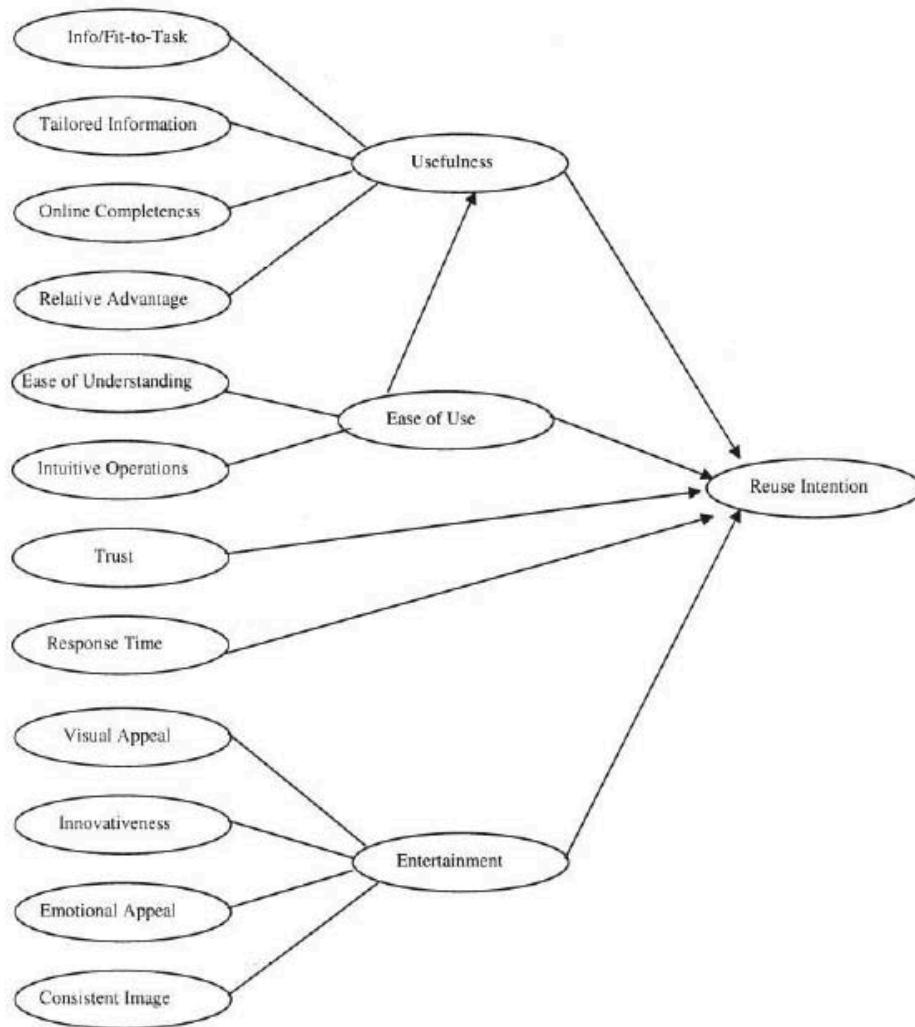 Info/Fit-to-Task
Tailored Information
Usefulness
Online Completeness
Relative Advantage
Ease of Understanding
Ease of Use
Intuitive Operations
Reuse Intention
Trust
Response Time
Visual Appeal
Innovativeness
Entertainment
Emotional Appeal
Consistent Image